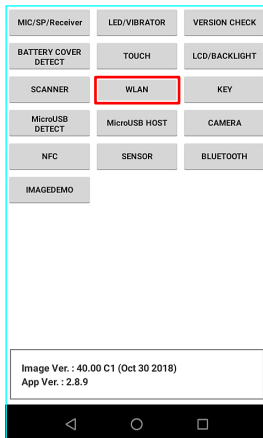 MIC/SP/Receiver
LED/VIBRATOR
VERSION CHECK
BATTERY COVER
DETECT
TOUCH
LCD/BACKLIGHT
SCANNER
WLAN
KEY
MicroUSB
DETECT
MicroUSB HOST
CAMERA
NFC
SENSOR
BLUETOOTH
IMAGEDEMO
Image Ver. : 40.00 C1 (Oct 30 2018)
App Ver. : 2.8.9